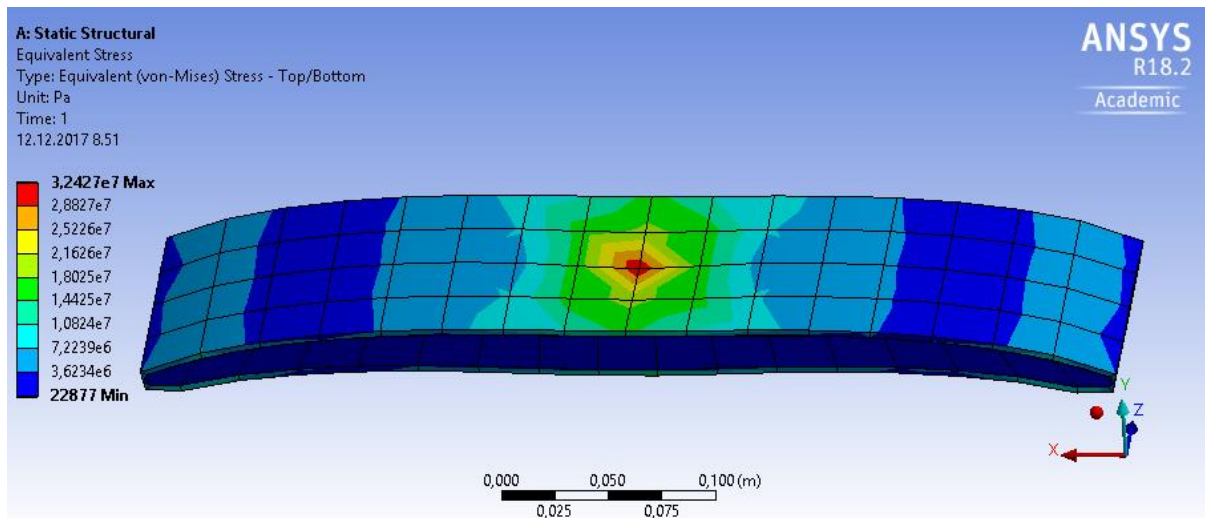 A: Static Structural
Equivalent Stress
Type: Equivalent (von-Mises) Stress - Top/Bottom
Unit: Pa
Time: 1
12.12.2017 8.51
ANSYS
R18.2
Academic
3,2427e7 Max
2,8827e7
2,5226e7
2,1626e7
1,8025e7
1,4425e7
1,0824e7
7,2239e6
3,6234e6
22877 Min
Y
Z
X
0,000 0,050 0,100 (m)
0,025 0,075